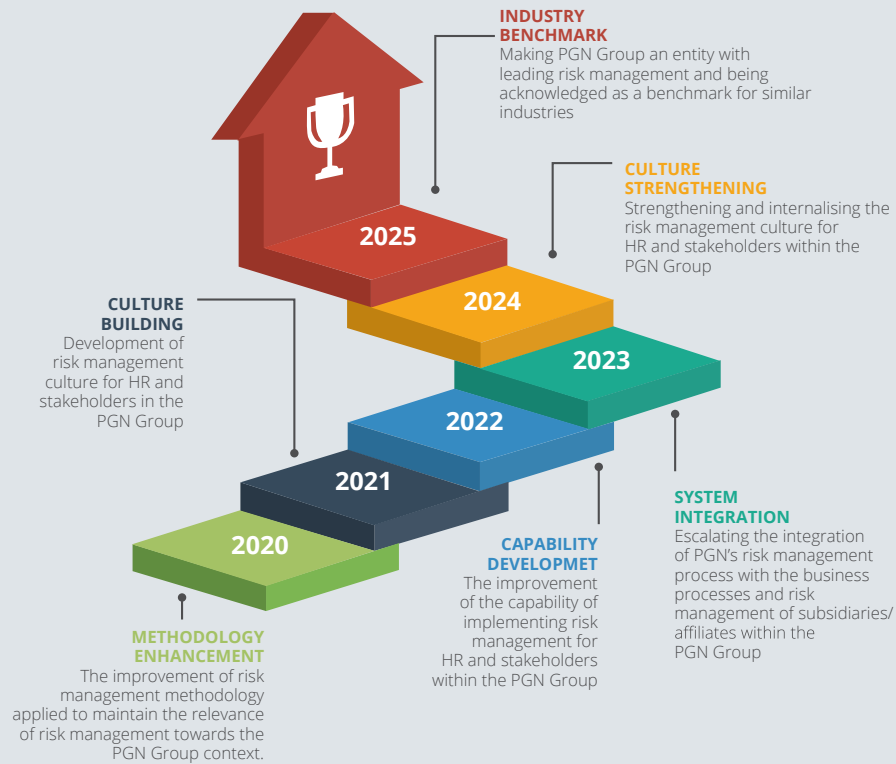 INDUSTRY
BENCHMARK
Making PGN Group an entity with
leading risk management and being
acknowledged as a benchmark for similar
industries
2025
CULTURE
STRENGTHENING
Strengthening and internalising the
risk management culture for
HR and stakeholders within the
PGN Group
2024
2023
SYSTEM
INTEGRATION
Escalating the integration
of PGN's risk management
process with the business
processes and risk
management of subsidiaries/
affiliates within the
PGN Group
2022
CAPABILITY
DEVELOPMET
The improvement
of the capability of
implementing risk
management for
HR and stakeholders
within the PGN Group
CULTURE
BUILDING
Development of
risk management
culture for HR and
stakeholders in the
PGN Group
2021
2020
METHODOLOGY
ENHANCEMENT
The improvement of risk
management methodology
applied to maintain the relevance
of risk management towards the
PGN Group context.